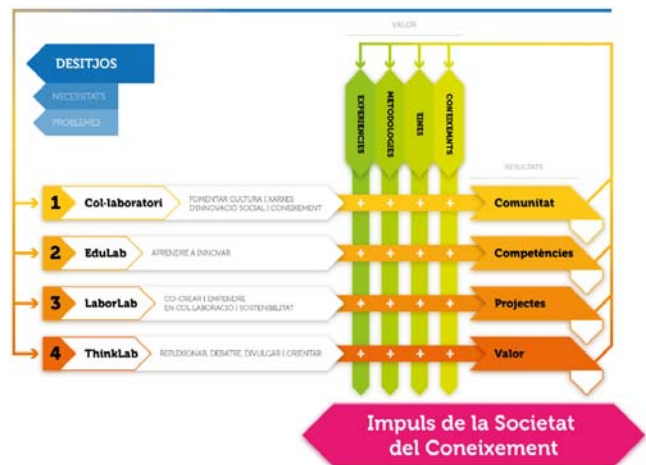 VALOR
DESITJOS
NECESSITATS
PROBLEMES
EXPERIÈNCIES
METODOLOGIES
EINES
CONEIXEMENTS
RESULTATS
1 Col·laboratori
FOMENTAR CULTURA I XARXES
D'INNOVACIÓ SOCIAL I CONEIXEMENT
+ + + +
Comunitat
2 EduLab
APRENDRE A INNOVAR
+ + + +
Competències
3 LaborLab
CO-CREAR I EMPENDRE
EN COL·LABORACIÓ I SOSTENIBILITAT
+ + + +
Projectes
4 ThinkLab
REFLEXIONAR, DEBATRE, DIVULGAR I ORIENTAR
+ + + +
Valor
Impuls de la Societat
del Coneixement